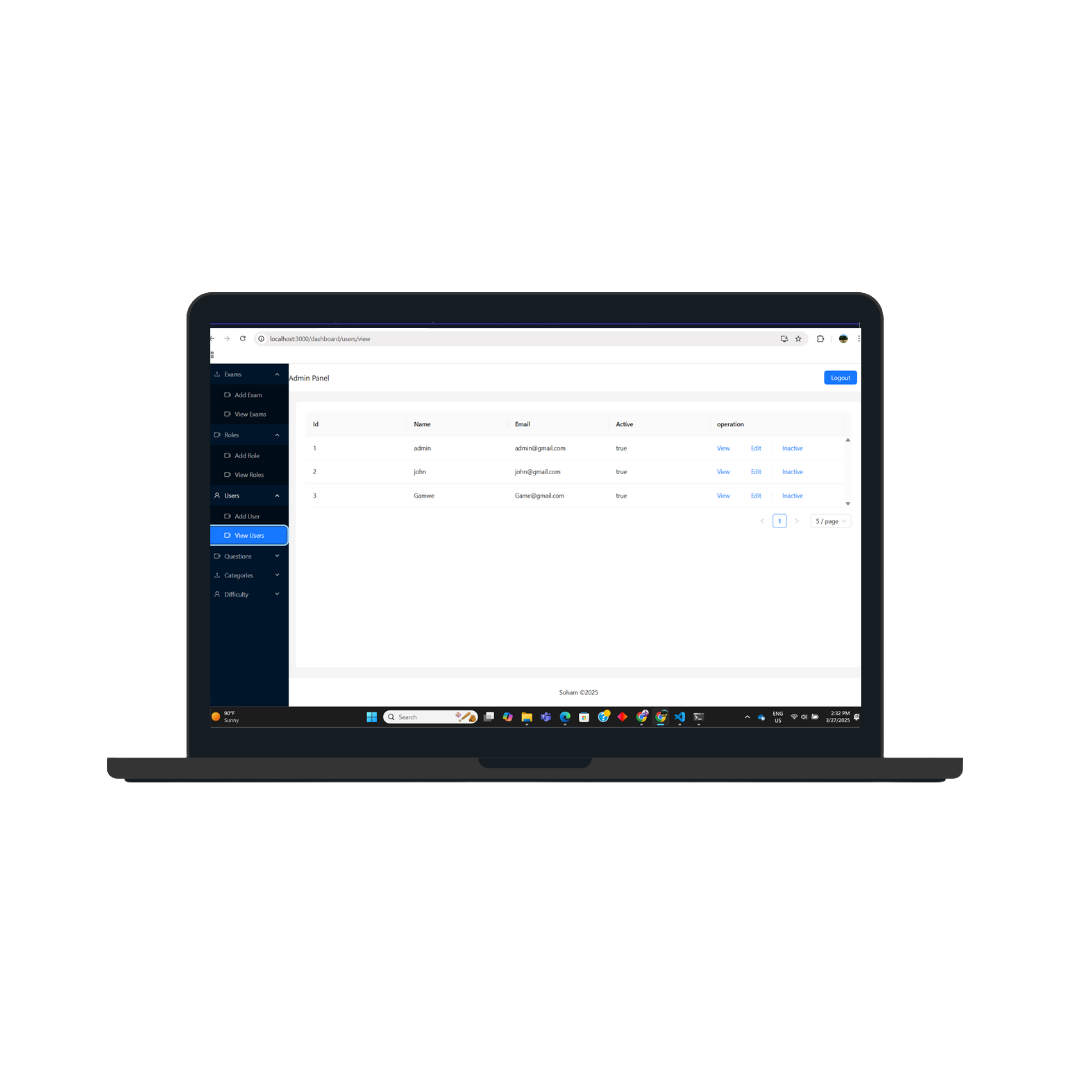 localhost:3000/dashboard/users/view
Exams
Add Exam
View Exams
Roles
Add Role
View Roles
Users
Add User
View Users
Questions
Categories
Difficulty
Admin Panel
Logout
Id Name Email Active operation
1 admin admin@gmail.com true View Edit Inactive
2 john john@gmail.com true View Edit Inactive
3 Gamwe Game@gmail.com true View Edit Inactive
1 5 / page
Soham ©2025
90°F
Sunny
Search
ENG
US
2:32 PM
3/27/2025